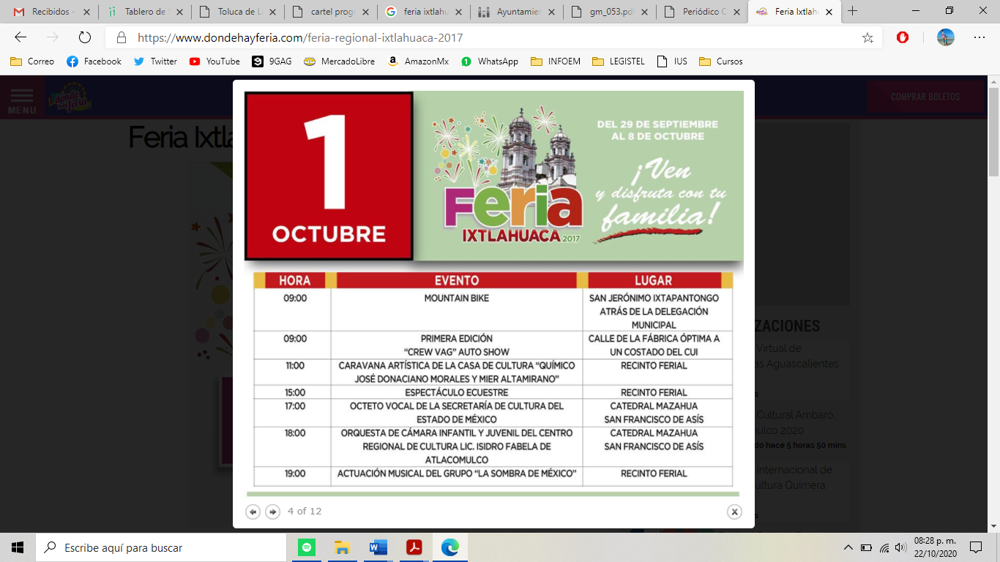 Recibidos -
Tablero de
Toluca de L
cartel progr
feria ixtlahu
Ayuntamie
gm_053.pd
Periódico O
Feria Ixtlah
https://www.dondehayferia.com/feria-regional-ixtlahuaca-2017
Correo
Facebook
Twitter
YouTube
9GAG
MercadoLibre
AmazonMx
WhatsApp
INFOEM
LEGISTEL
IUS
Cursos
MENU
dónde hay feria
COMPRAR BOLETOS
Feria Ixtla
1
OCTUBRE
DEL 29 DE SEPTIEMBRE
AL 8 DE OCTUBRE
¡Ven
y disfruta con tu
familia!
Feria
IXTLAHUACA 2017
HORA EVENTO LUGAR
09:00 MOUNTAIN BIKE SAN JERÓNIMO IXTAPANTONGO
ATRÁS DE LA DELEGACIÓN
MUNICIPAL
09:00 PRIMERA EDICIÓN CALLE DE LA FÁBRICA ÓPTIMA A
"CREW VAG" AUTO SHOW UN COSTADO DEL CUI
11:00 CARAVANA ARTÍSTICA DE LA CASA DE CULTURA "QUÍMICO RECINTO FERIAL
JOSÉ DONACIANO MORALES Y MIER ALTAMIRANO"
15:00 ESPECTÁCULO ECUESTRE RECINTO FERIAL
17:00 OCTETO VOCAL DE LA SECRETARÍA DE CULTURA DEL CATEDRAL MAZAHUA
ESTADO DE MÉXICO SAN FRANCISCO DE ASÍS
18:00 ORQUESTA DE CÁMARA INFANTIL Y JUVENIL DEL CENTRO CATEDRAL MAZAHUA
REGIONAL DE CULTURA LIC. ISIDRO FABELA DE SAN FRANCISCO DE ASÍS
ATLACOMULCO
19:00 ACTUACIÓN MUSICAL DEL GRUPO "LA SOMBRA DE MÉXICO" RECINTO FERIAL
4 of 12
ZACIONES
Virtual de
as Aguascalientes
s
Cultural Ambaró,
ulco 2020
do hace 5 horas 50 mins
Internacional de
ultura Quimera
s
Escribe aquí para buscar
08:28 p. m.
22/10/2020